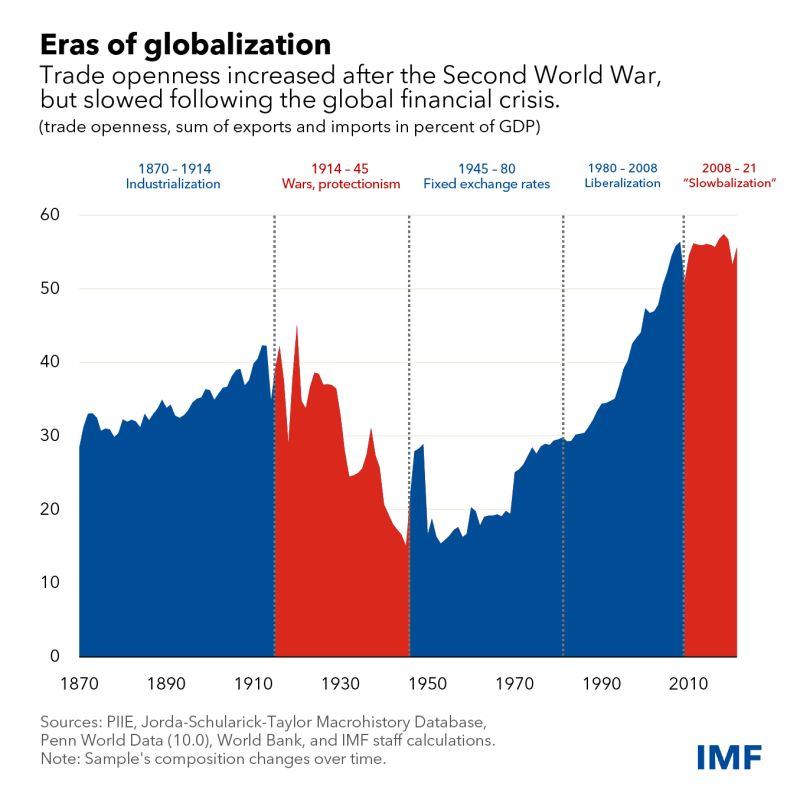 Eras of globalization
Trade openness increased after the Second World War,
but slowed following the global financial crisis.
(trade openness, sum of exports and imports in percent of GDP)
1870 – 1914
Industrialization
1914 – 45
Wars, protectionism
1945 – 80
Fixed exchange rates
1980 – 2008
Liberalization
2008 – 21
“Slowbalization”
60
50
40
30
20
10
0
1870 1890 1910 1930 1950 1970 1990 2010
Sources: PIIE, Jorda-Schularick-Taylor Macrohistory Database,
Penn World Data (10.0), World Bank, and IMF staff calculations.
Note: Sample's composition changes over time.
IMF